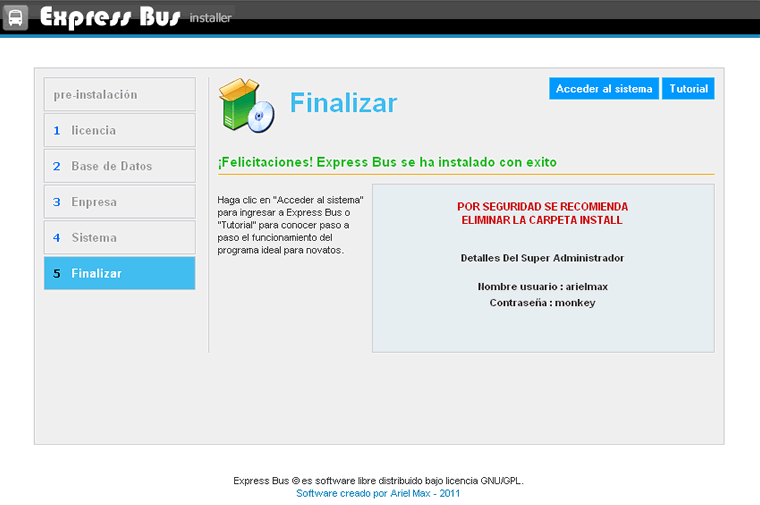 Express Bus installer
pre-instalación
1 licencia
2 Base de Datos
3 Enpresa
4 Sistema
5 Finalizar
Finalizar
Acceder al sistema
Tutorial
¡Felicitaciones! Express Bus se ha instalado con exito
Haga clic en "Acceder al sistema"
para ingresar a Express Bus o
"Tutorial" para conocer paso a
paso el funcionamiento del
programa ideal para novatos.
POR SEGURIDAD SE RECOMIENDA
ELIMINAR LA CARPETA INSTALL
Detalles Del Super Administrador
Nombre usuario : arielmax
Contraseña : monkey
Express Bus © es software libre distribuido bajo licencia GNU/GPL.
Software creado por Ariel Max - 2011